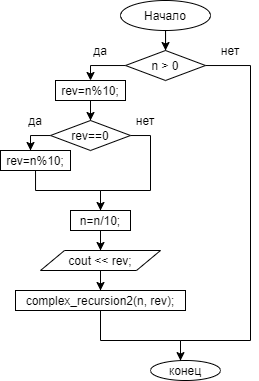 Начало
да
нет
n > 0
rev=n%10;
да
rev==0
нет
rev=n%10;
n=n/10;
cout << rev;
complex_recursion2(n, rev);
конец